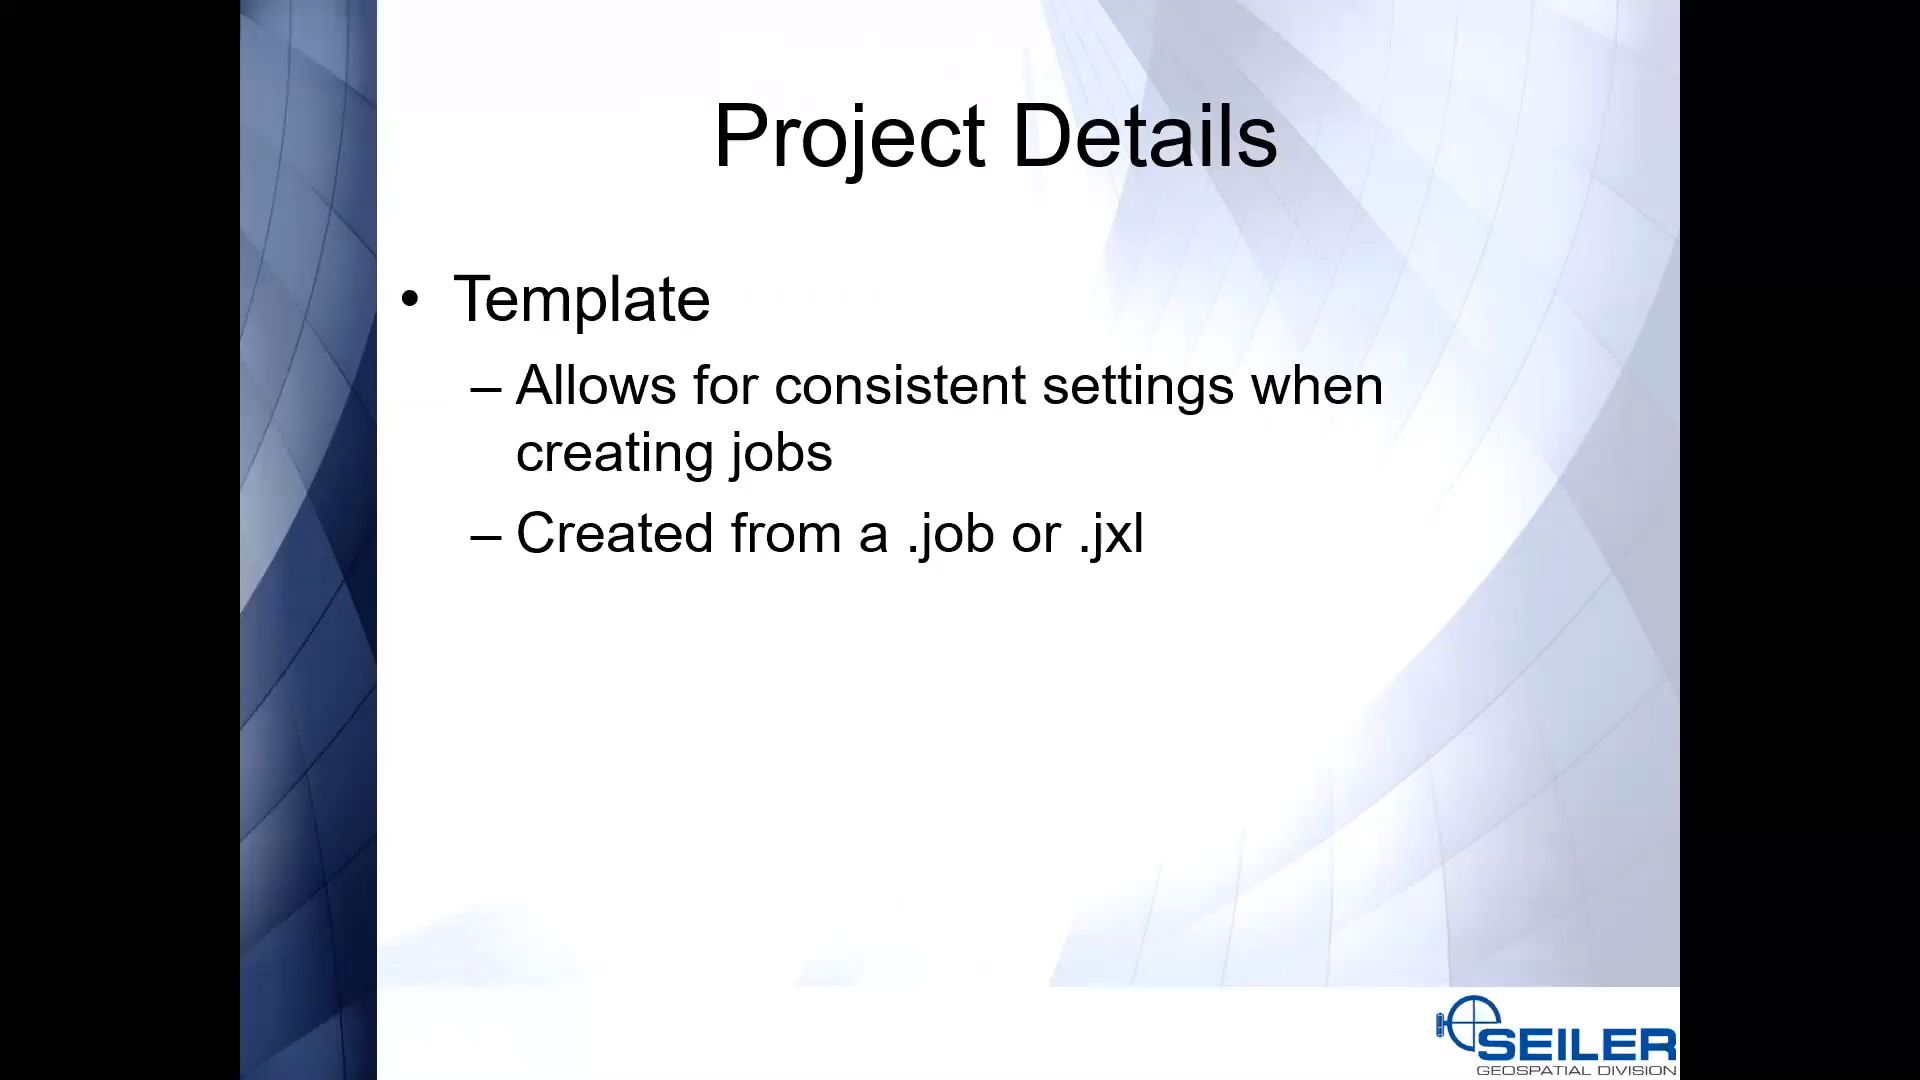 Project Details
• Template
– Allows for consistent settings when
creating jobs
– Created from a .job or .jxl
SEILER
GEOSPATIAL DIVISION